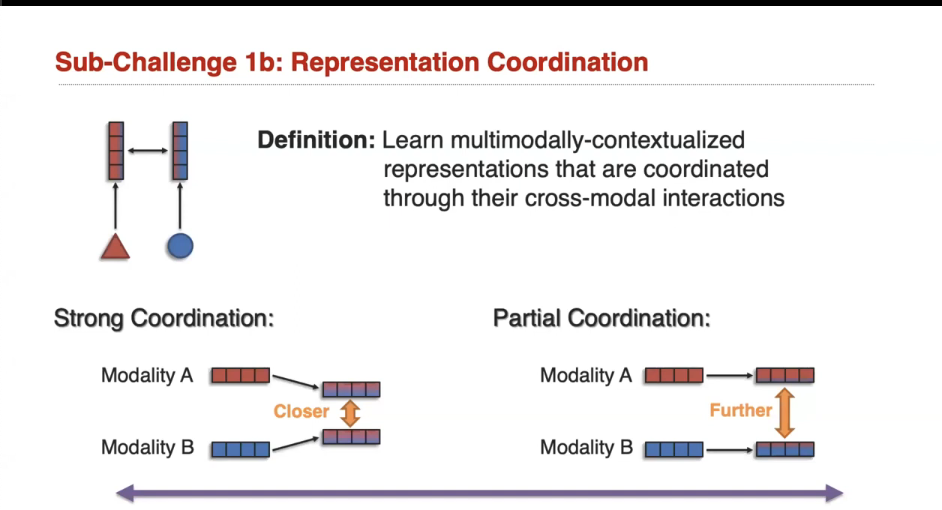 Sub-Challenge 1b: Representation Coordination
Definition: Learn multimodally-contextualized
representations that are coordinated
through their cross-modal interactions
Strong Coordination:
Modality A
Closer
Modality B
Partial Coordination:
Modality A
Further
Modality B